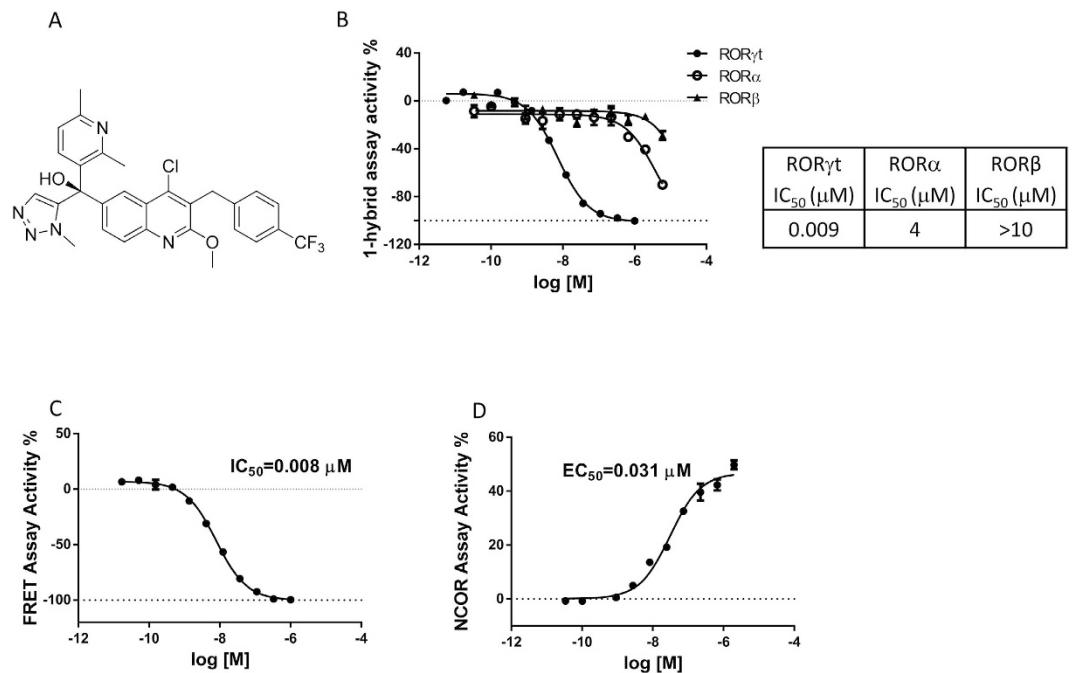 A
N
N
HO
N
N
N
Cl
N
O
CF₃
B
1-hybrid assay activity %
40
0
-40
-80
-120
-12
-10
-8
-6
-4
log [M]
RORγt
RORα
RORβ
RORγt RORα RORβ
IC₅₀ (μM) IC₅₀ (μM) IC₅₀ (μM)
0.009 4 >10
C
FRET Assay Activity %
50
0
-50
-100
-12
-10
-8
-6
-4
log [M]
IC₅₀=0.008 μM
D
NCOR Assay Activity %
60
40
20
0
-12
-10
-8
-6
-4
log [M]
EC₅₀=0.031 μM